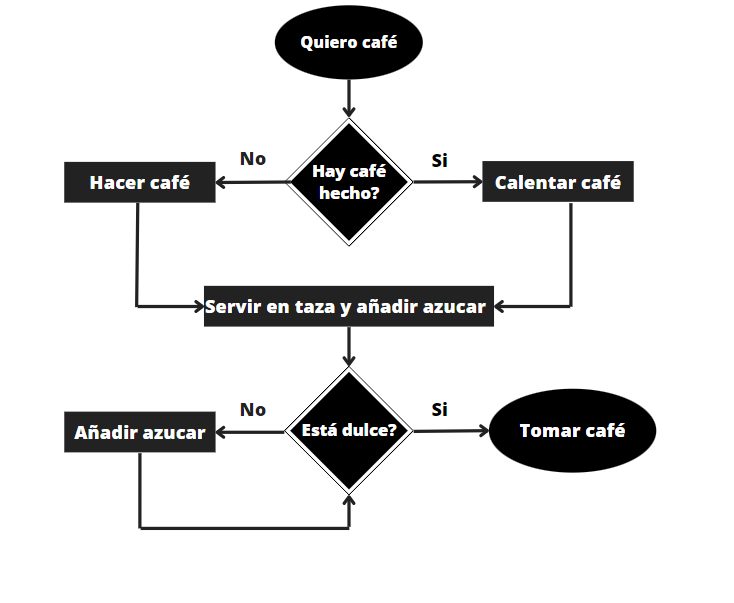 Quiero café
Hay café
hecho?
No
Si
Hacer café
Calentar café
Servir en taza y añadir azucar
Está dulce?
No
Si
Añadir azucar
Tomar café